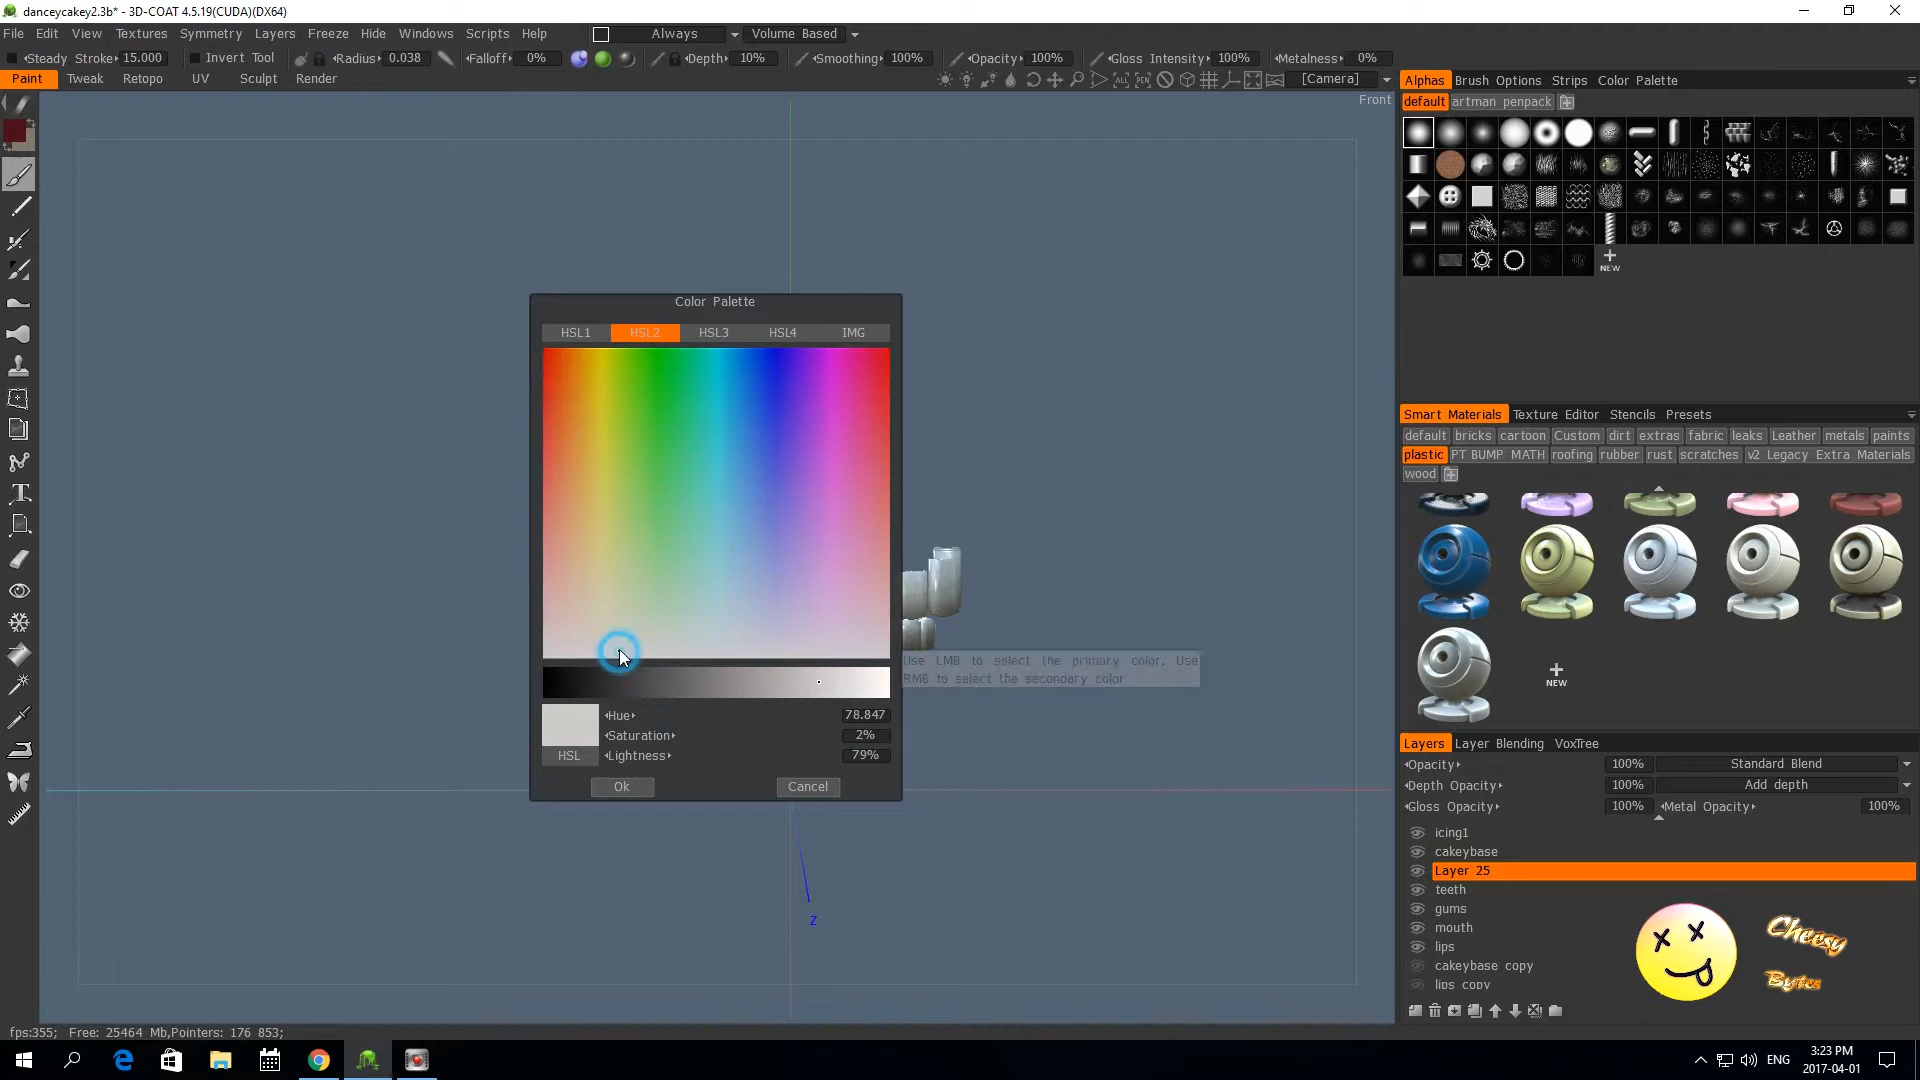 danceycakey2.3b* - 3D-COAT 4.5.19(CUDA)(DX64)
File Edit View Textures Symmetry Layers Freeze Hide Windows Scripts Help Always Volume Based
Steady Stroke 15.000 Invert Tool Radius 0.038 Falloff 0% Depth 10% Smoothing 100% Opacity 100% Gloss Intensity 100% Metalness 0%
Paint Tweak Retopo UV Sculpt Render
[Camera]
Front
Alphas Brush Options Strips Color Palette
default artman penpack
NEW
Color Palette
HSL1 HSL2 HSL3 HSL4 IMG
Use LMB to select the primary color. Use
RMB to select the secondary color
Hue 78.847
Saturation 2%
HSL Lightness 79%
Ok Cancel
Z
Smart Materials Texture Editor Stencils Presets
default bricks cartoon Custom dirt extras fabric leaks Leather metals paints
plastic PT BUMP MATH roofing rubber rust scratches v2 Legacy Extra Materials
wood
NEW
Layers Layer Blending VoxTree
Opacity 100% Standard Blend
Depth Opacity 100% Add depth
Gloss Opacity 100% Metal Opacity 100%
icing1
cakeybase
Layer 25
teeth
gums
mouth
lips
cakeybase copy
lips copy
Cheesy
Bytes
fps:355; Free: 25464 Mb,Pointers: 176 853;
ENG
3:23 PM
2017-04-01